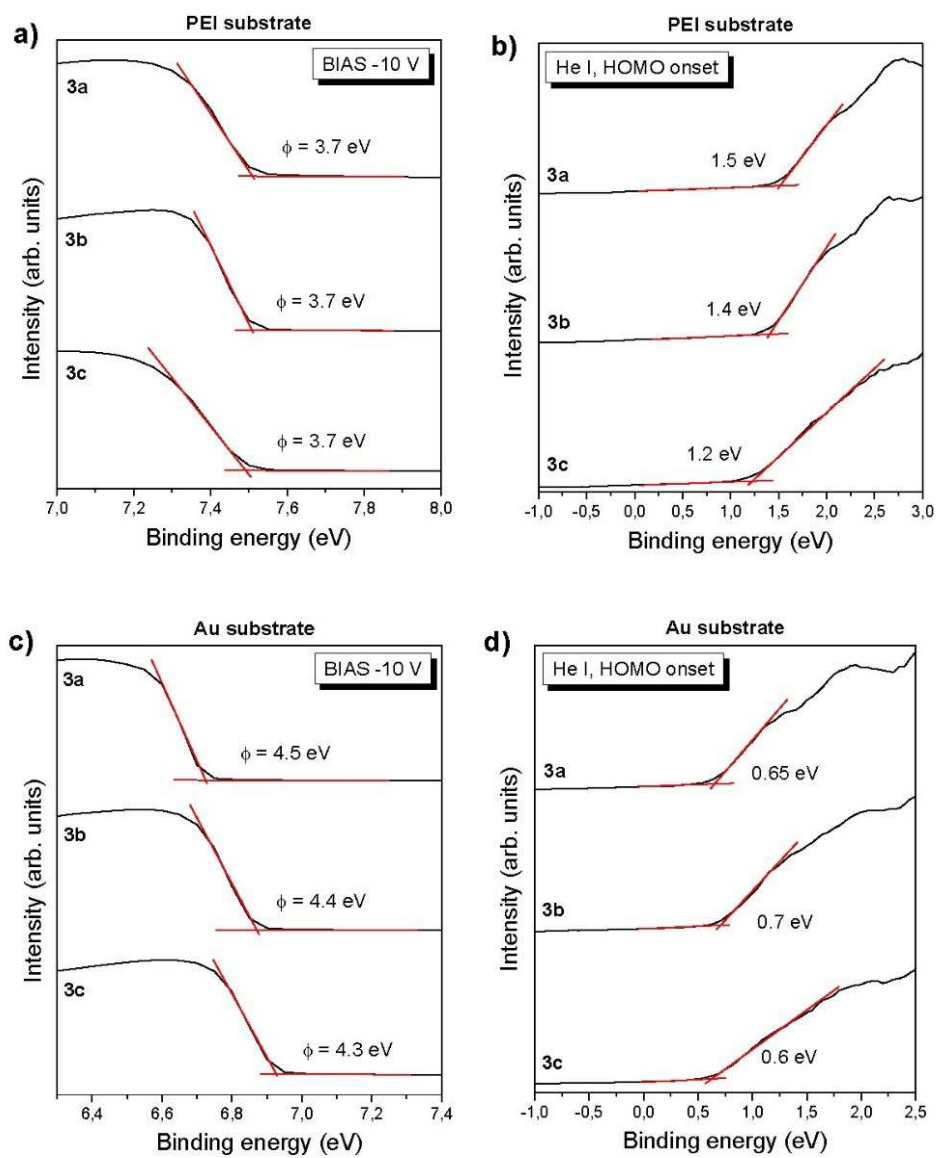 PEI substrate
a)
BIAS -10 V
3a
ϕ = 3.7 eV
3b
ϕ = 3.7 eV
3c
ϕ = 3.7 eV
Intensity (arb. units)
7,0 7,2 7,4 7,6 7,8 8,0
Binding energy (eV)
PEI substrate
b)
He I, HOMO onset
1.5 eV
3a
1.4 eV
3b
1.2 eV
3c
Intensity (arb. units)
-1,0 -0,5 0,0 0,5 1,0 1,5 2,0 2,5 3,0
Binding energy (eV)
Au substrate
c)
BIAS -10 V
3a
ϕ = 4.5 eV
3b
ϕ = 4.4 eV
3c
ϕ = 4.3 eV
Intensity (arb. units)
6,4 6,6 6,8 7,0 7,2 7,4
Binding energy (eV)
Au substrate
d)
He I, HOMO onset
3a
0.65 eV
3b
0.7 eV
3c
0.6 eV
Intensity (arb. units)
-1,0 -0,5 0,0 0,5 1,0 1,5 2,0 2,5
Binding energy (eV)